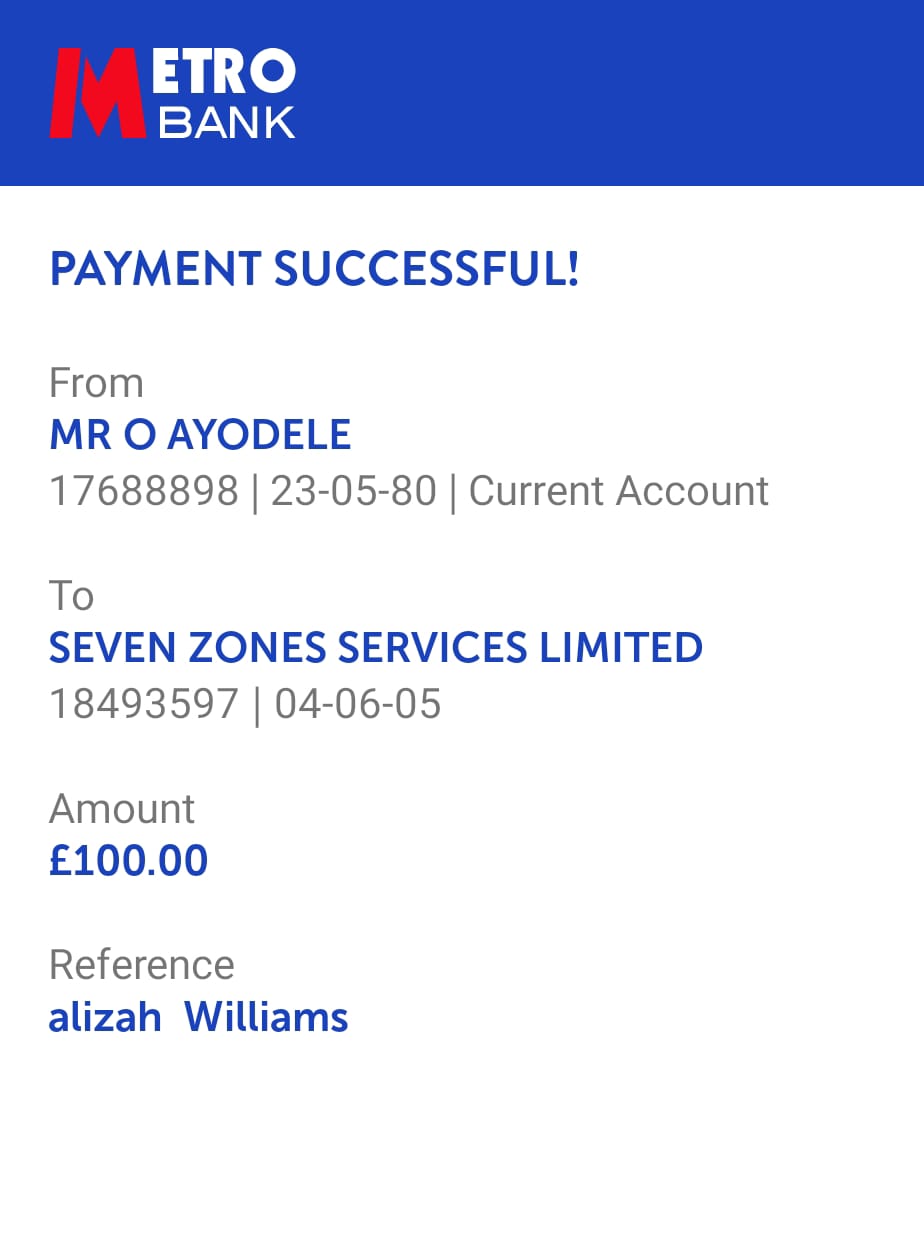 METRO
BANK
PAYMENT SUCCESSFUL!
From
MR O AYODELE
17688898 | 23-05-80 | Current Account
To
SEVEN ZONES SERVICES LIMITED
18493597 | 04-06-05
Amount
£100.00
Reference
alizah  Williams